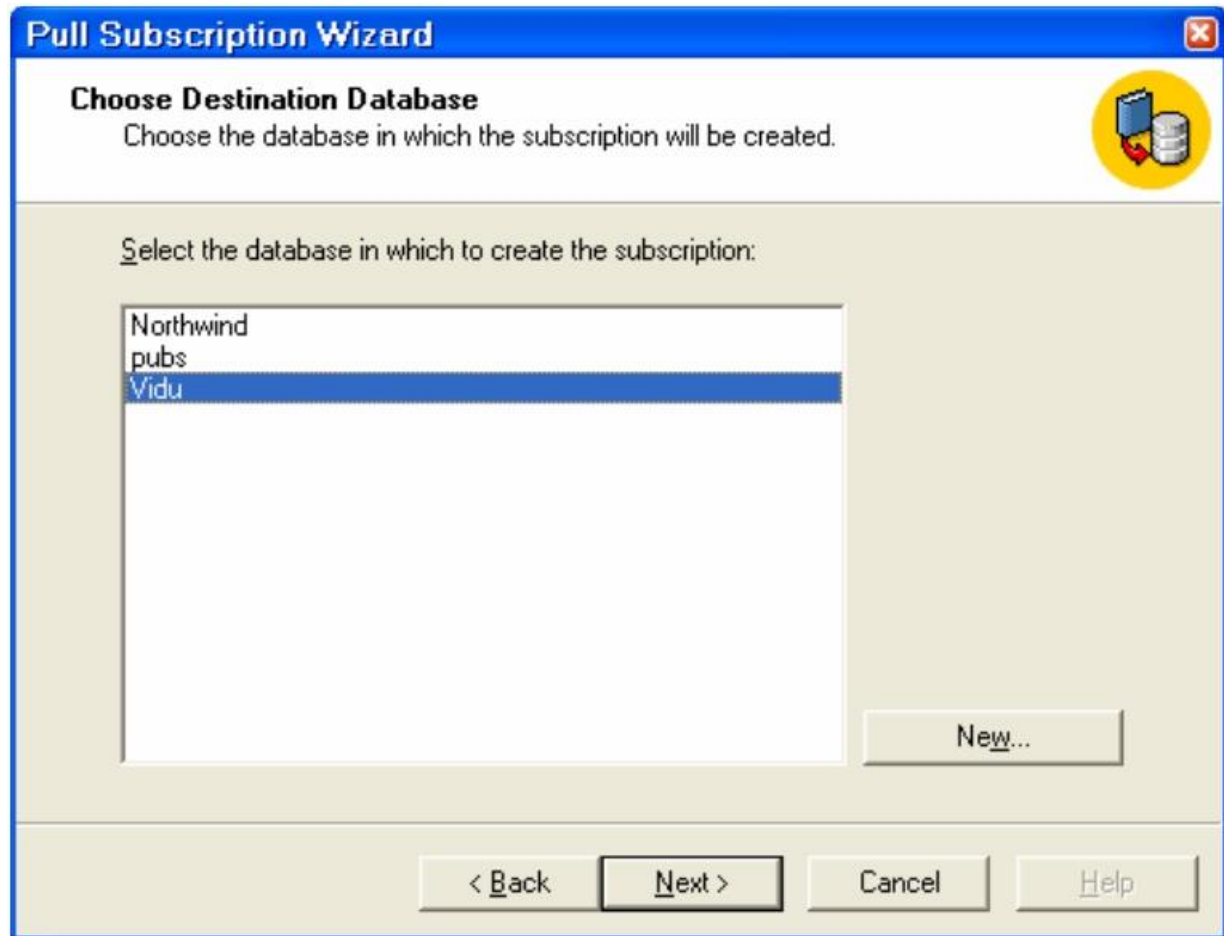 Pull Subscription Wizard
Choose Destination Database
Choose the database in which the subscription will be created.
Select the database in which to create the subscription:
Northwind
pubs
Vidu
New...
< Back
Next >
Cancel
Help